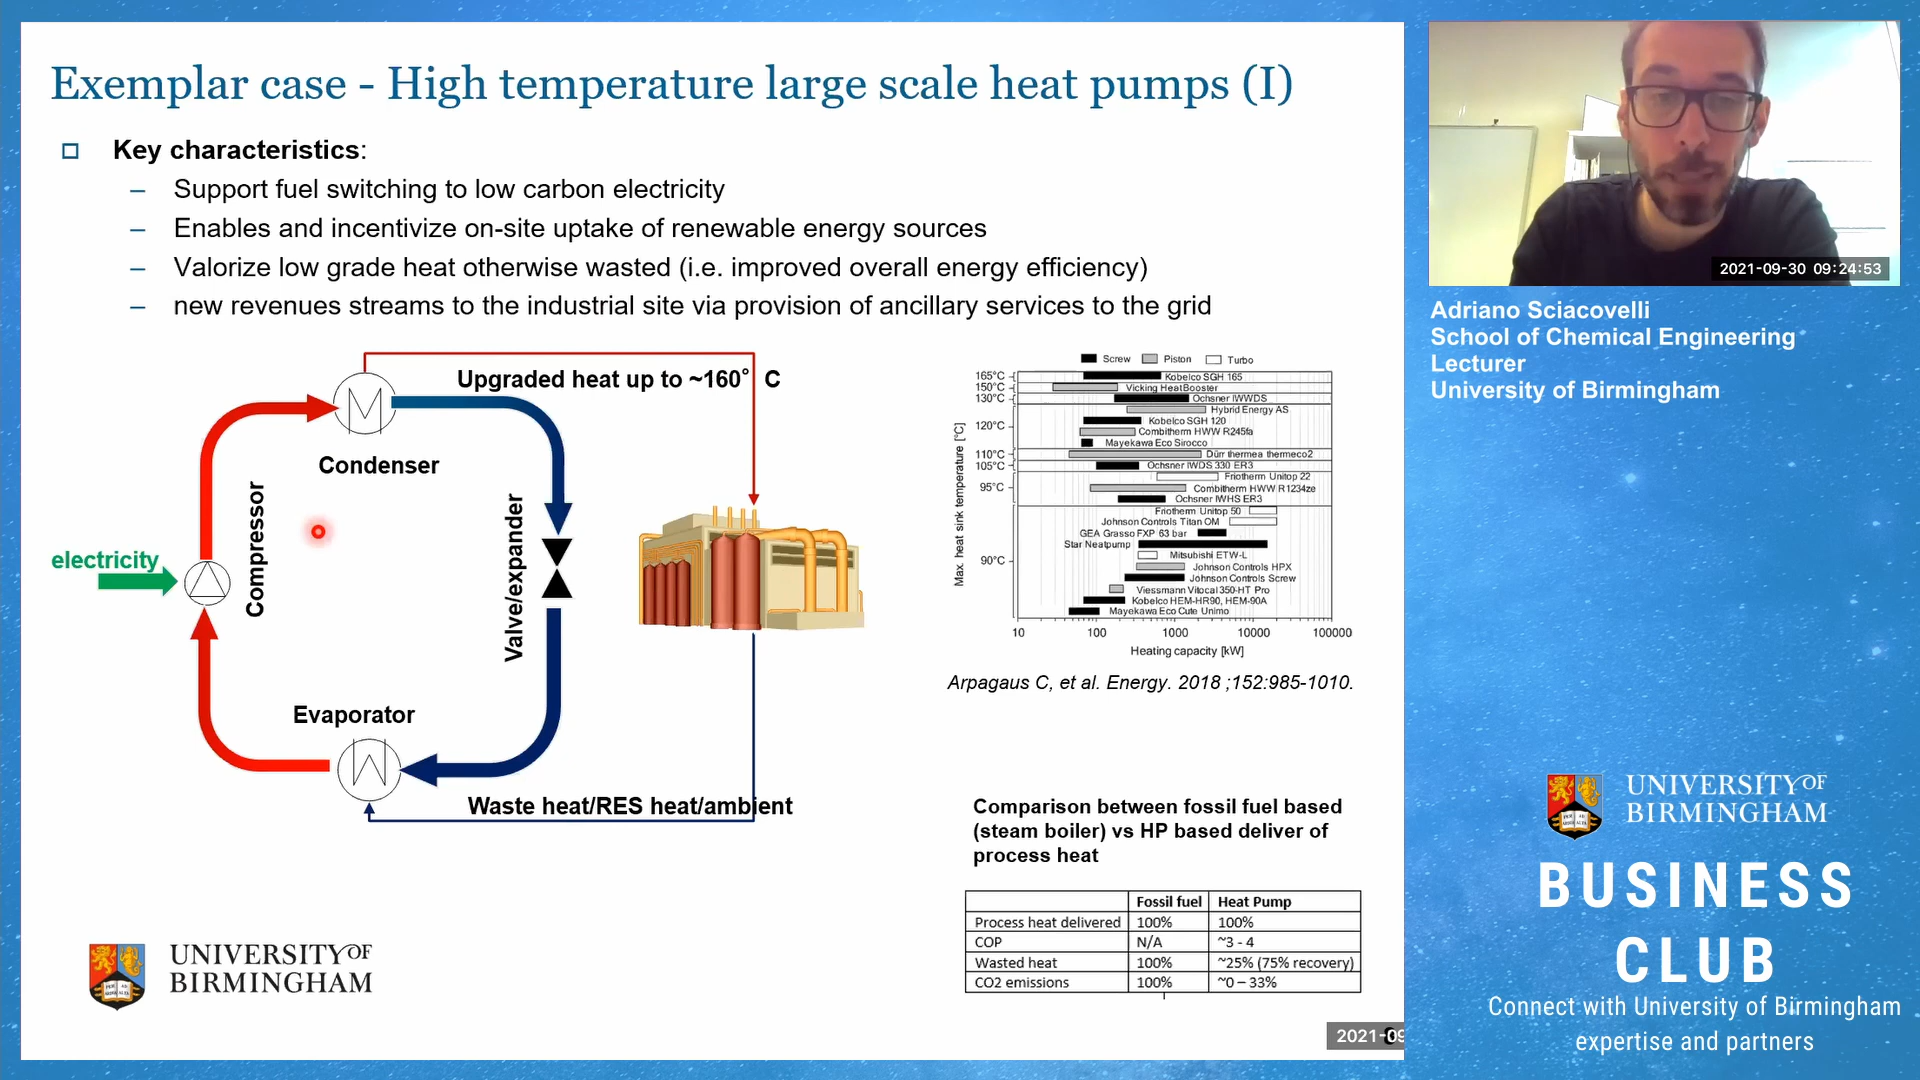 Exemplar case - High temperature large scale heat pumps (I)
Key characteristics:
– Support fuel switching to low carbon electricity
– Enables and incentivize on-site uptake of renewable energy sources
– Valorize low grade heat otherwise wasted (i.e. improved overall energy efficiency)
– new revenues streams to the industrial site via provision of ancillary services to the grid
Upgraded heat up to ~160° C
Condenser
Compressor
electricity
Valve/expander
Evaporator
Waste heat/RES heat/ambient
Screw Piston Turbo
Max. heat sink temperature [°C]
165°C Kobelco SGH 165
150°C Vicking HeatBooster
130°C Ochsner IWWDS
Hybrid Energy AS
120°C Kobelco SGH 120
Combitherm HWW R245fa
Mayekawa Eco Sirocco
110°C Dürr thermea thermeco2
105°C Ochsner IWDS 330 ER3
Friotherm Unitop 22
95°C Combitherm HWW R1234ze
Ochsner IWHS ER3
Friotherm Unitop 50
Johnson Controls Titan OM
GEA Grasso FXP 63 bar
Star Neatpump
90°C Mitsubishi ETW-L
Johnson Controls HPX
Johnson Controls Screw
Viessmann Vitocal 350-HT Pro
Kobelco HEM-HR90, HEM-90A
Mayekawa Eco Cute Unimo
10 100 1000 10000 100000
Heating capacity [kW]
Arpagaus C, et al. Energy. 2018 ;152:985-1010.
Comparison between fossil fuel based
(steam boiler) vs HP based deliver of
process heat
Fossil fuel Heat Pump
Process heat delivered 100% 100%
COP N/A ~3 - 4
Wasted heat 100% ~25% (75% recovery)
CO2 emissions 100% ~0 – 33%
UNIVERSITY OF
BIRMINGHAM
2021-09
2021-09-30 09:24:53
Adriano Sciacovelli
School of Chemical Engineering
Lecturer
University of Birmingham
UNIVERSITY OF
BIRMINGHAM
BUSINESS
CLUB
Connect with University of Birmingham
expertise and partners